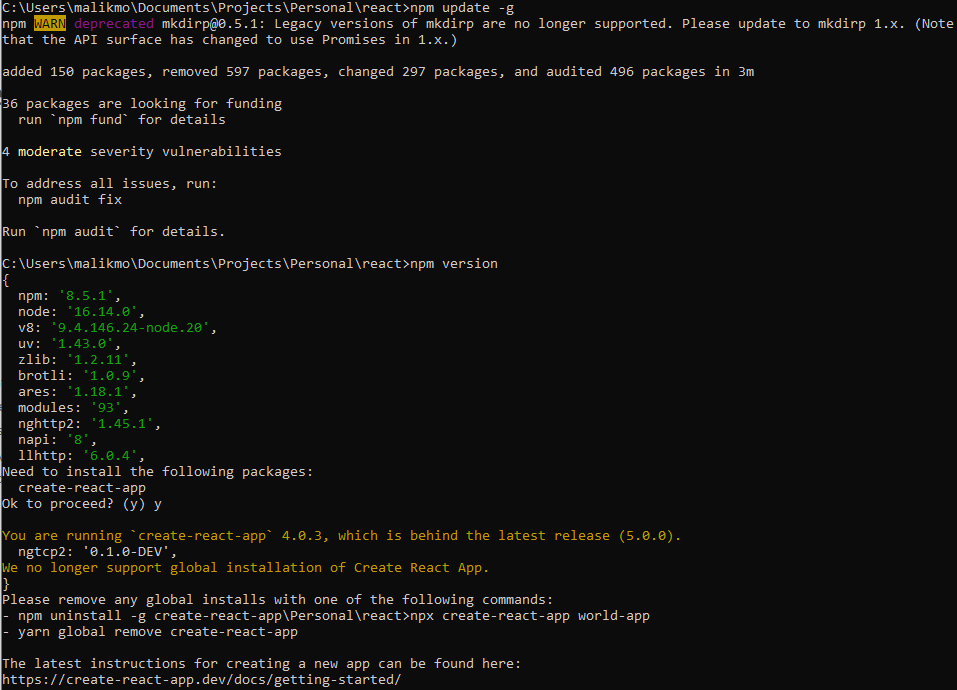 C:\Users\malikmo\Documents\Projects\Personal\react>npm update -g
npm WARN deprecated mkdirp@0.5.1: Legacy versions of mkdirp are no longer supported. Please update to mkdirp 1.x. (Note
that the API surface has changed to use Promises in 1.x.)
added 150 packages, removed 597 packages, changed 297 packages, and audited 496 packages in 3m
36 packages are looking for funding
  run `npm fund` for details
4 moderate severity vulnerabilities
To address all issues, run:
  npm audit fix
Run `npm audit` for details.
C:\Users\malikmo\Documents\Projects\Personal\react>npm version
{
  npm: '8.5.1',
  node: '16.14.0',
  v8: '9.4.146.24-node.20',
  uv: '1.43.0',
  zlib: '1.2.11',
  brotli: '1.0.9',
  ares: '1.18.1',
  modules: '93',
  nghttp2: '1.45.1',
  napi: '8',
  llhttp: '6.0.4',
Need to install the following packages:
  create-react-app
Ok to proceed? (y) y
You are running `create-react-app` 4.0.3, which is behind the latest release (5.0.0).
  ngtcp2: '0.1.0-DEV',
We no longer support global installation of Create React App.
}
Please remove any global installs with one of the following commands:
- npm uninstall -g create-react-app\Personal\react>npx create-react-app world-app
- yarn global remove create-react-app
The latest instructions for creating a new app can be found here:
https://create-react-app.dev/docs/getting-started/